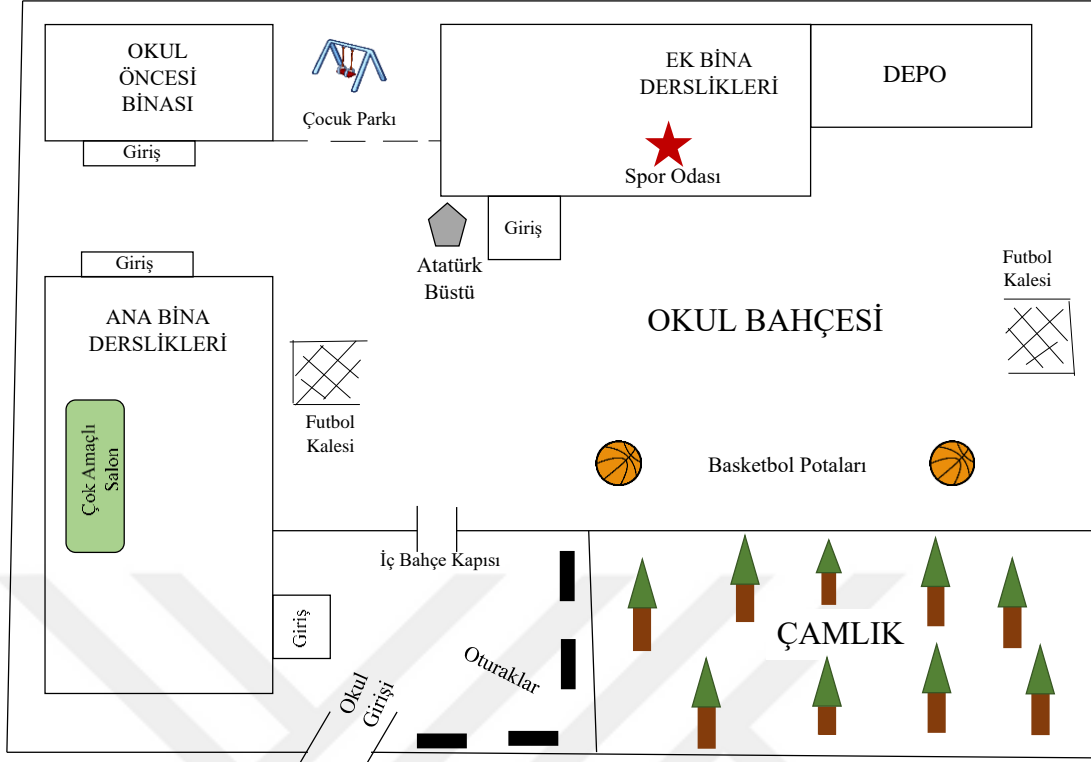 OKUL
ÖNCESİ
BİNASI
Giriş
Çocuk Parkı
EK BİNA
DERSLİKLERİ
Spor Odası
DEPO
Giriş
Atatürk
Büstü
Giriş
ANA BİNA
DERSLİKLERİ
Çok Amaçlı
Salon
Futbol
Kalesi
OKUL BAHÇESİ
Futbol
Kalesi
Basketbol Potaları
İç Bahçe Kapısı
Giriş
Oturaklar
Okul
Girişi
ÇAMLIK